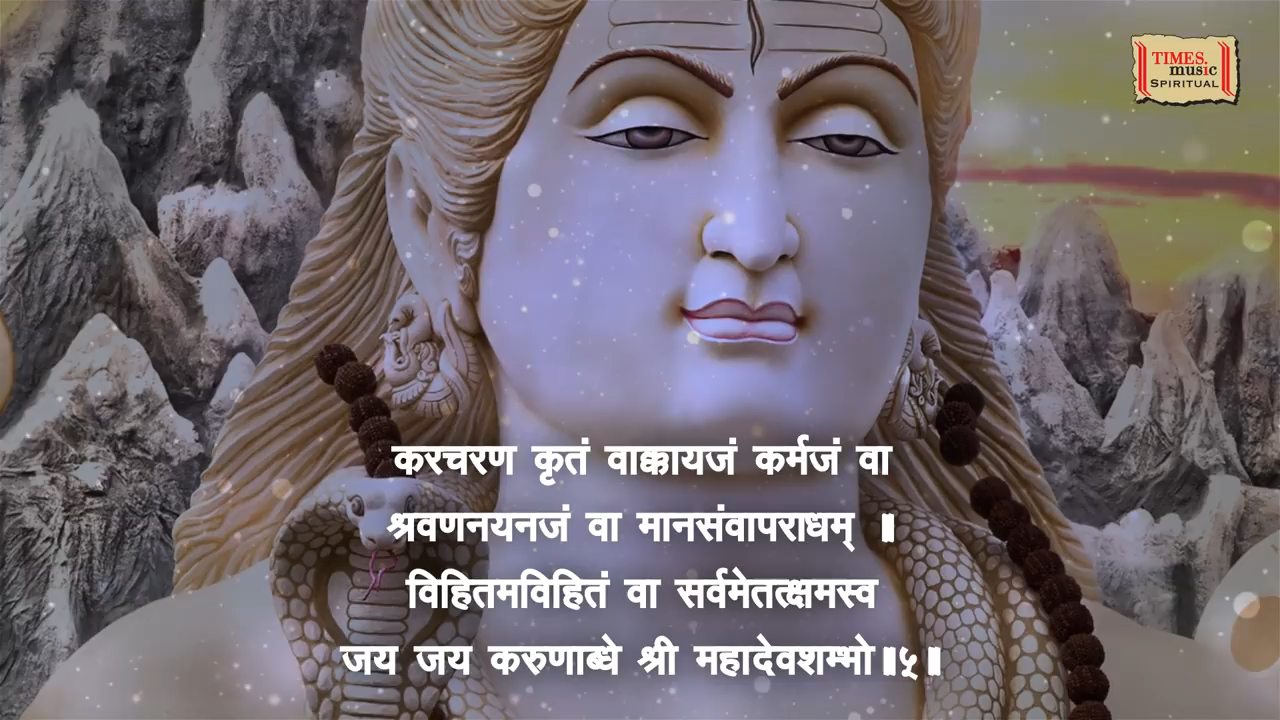 TIMES.
music
SPIRITUAL
करचरण कृतं वाक्कायजं कर्मजं वा
श्रवणनयनजं वा मानसंवापराधम् ॥
विहितमविहितं वा सर्वमेतत्क्षमस्व
जय जय करुणाब्धे श्री महादेवशम्भो॥५॥